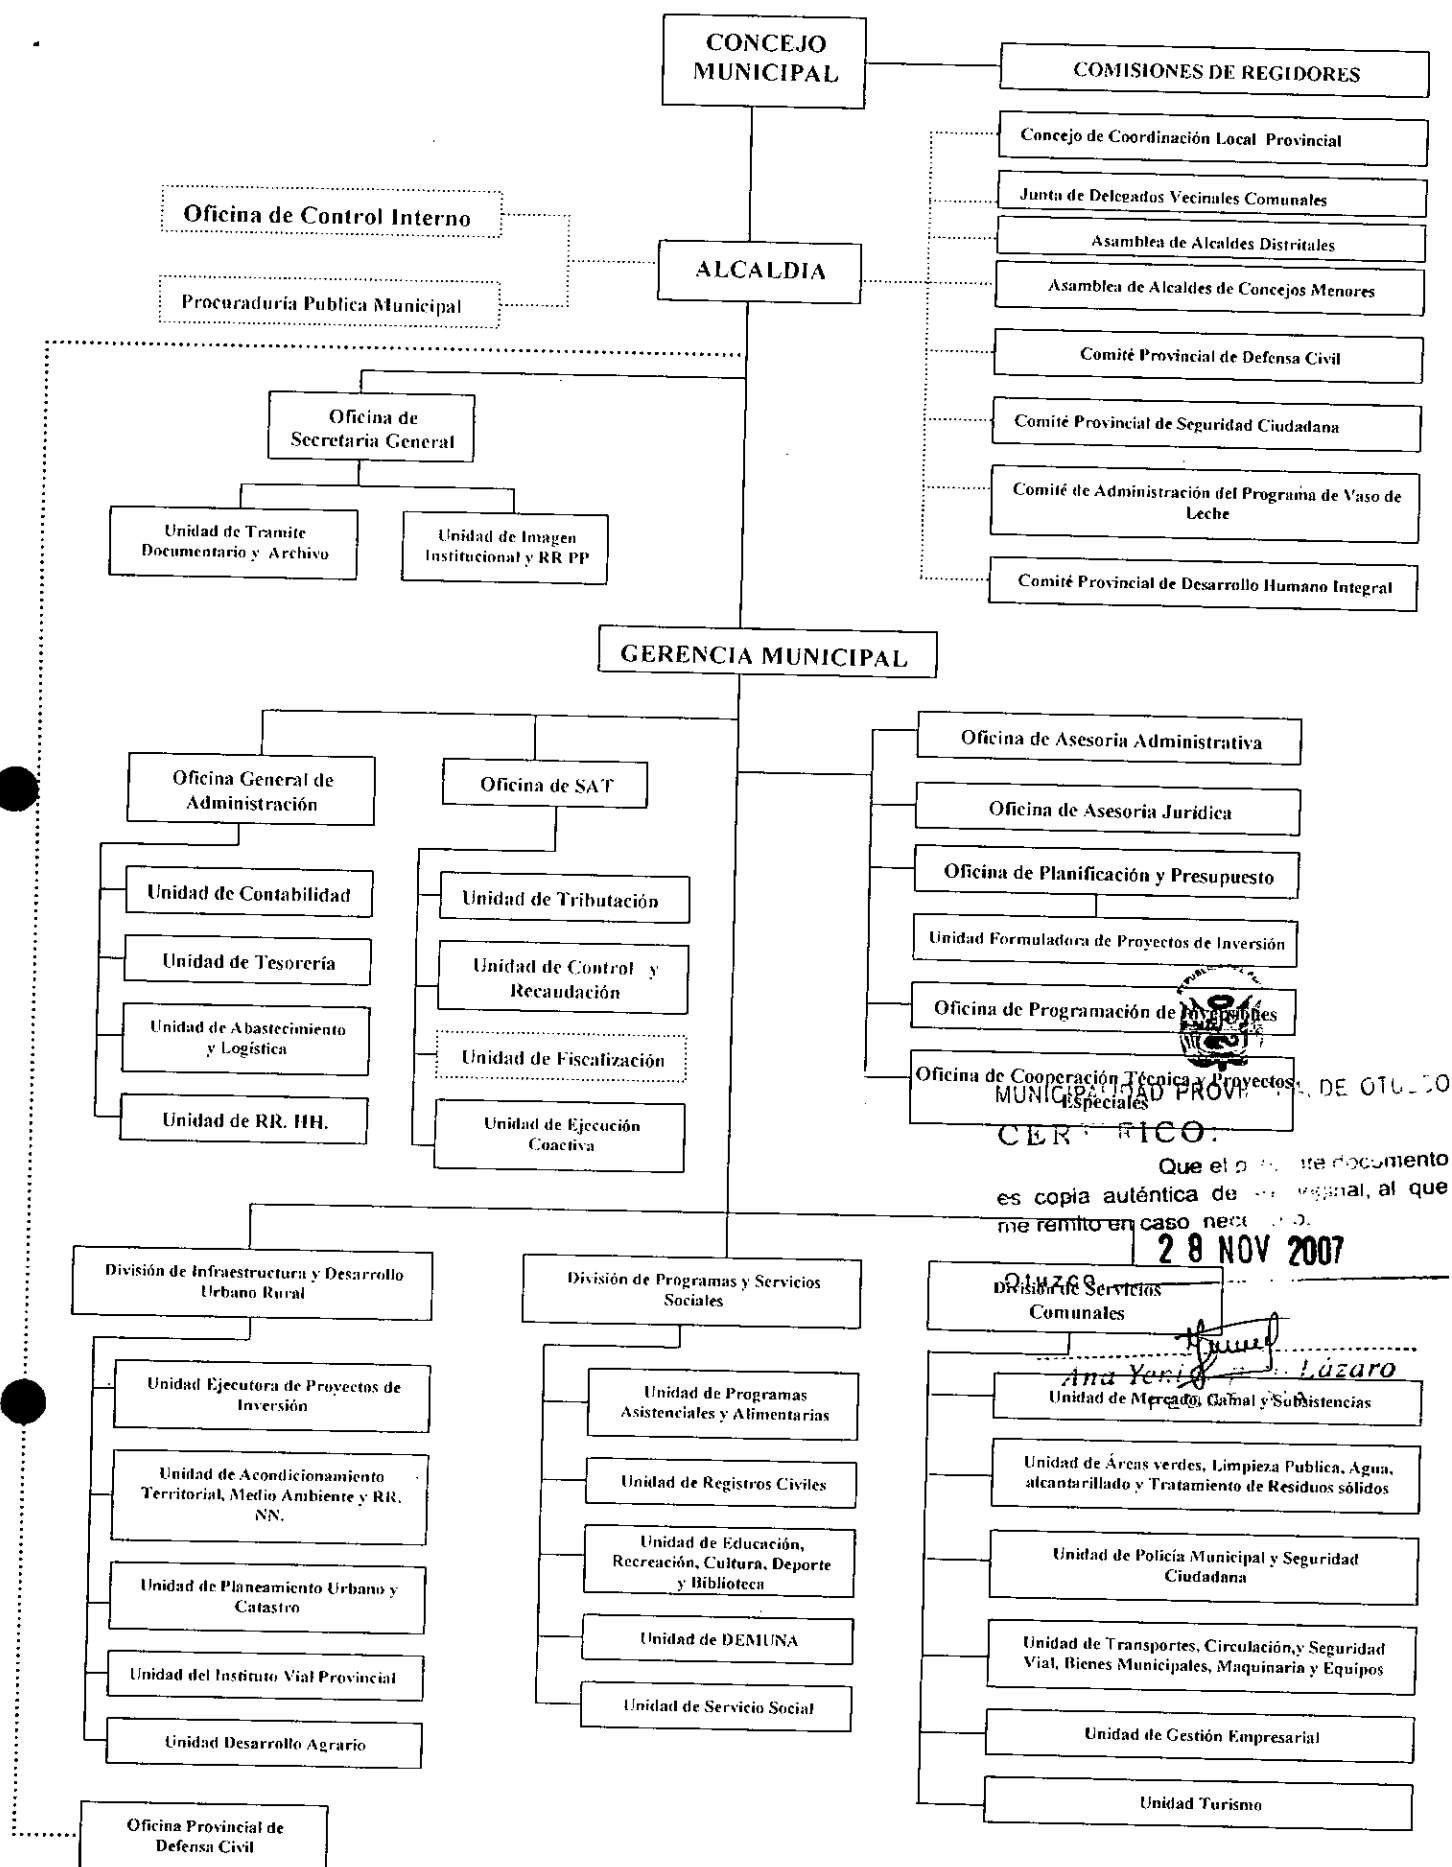 CONCEJO
MUNICIPAL
COMISIONES DE REGIDORES
Concejo de Coordinación Local Provincial
Junta de Delegados Vecinales Comunales
Asamblea de Alcaldes Distritales
Asamblea de Alcaldes de Concejos Menores
Comité Provincial de Defensa Civil
Comité Provincial de Seguridad Ciudadana
Comité de Administración del Programa de Vaso de
Leche
Comité Provincial de Desarrollo Humano Integral
Oficina de Control Interno
Procuraduría Publica Municipal
ALCALDIA
Oficina de
Secretaria General
Unidad de Tramite
Documentario y Archivo
Unidad de Imagen
Institucional y RR PP
GERENCIA MUNICIPAL
Oficina General de
Administración
Unidad de Contabilidad
Unidad de Tesorería
Unidad de Abastecimiento
y Logística
Unidad de RR. HH.
Oficina de SAT
Unidad de Tributación
Unidad de Control y
Recaudación
Unidad de Fiscalización
Unidad de Ejecución
Coactiva
Oficina de Asesoria Administrativa
Oficina de Asesoria Jurídica
Oficina de Planificación y Presupuesto
Unidad Formuladora de Proyectos de Inversión
Oficina de Programación de Inversiones
Oficina de Cooperación Técnica y Proyectos
Especiales
MUNICIPALIDAD DE
Que el documento
es copia auténtica de al que
me remito en caso
28 NOV 2007
Otuzco,
Ana Lázaro
División de Infraestructura y Desarrollo
Urbano Rural
Unidad Ejecutora de Proyectos de
Inversión
Unidad de Acondicionamiento
Territorial, Medio Ambiente y RR.
NN.
Unidad de Planeamiento Urbano y
Catastro
Unidad del Instituto Vial Provincial
Unidad Desarrollo Agrario
Oficina Provincial de
Defensa Civil
División de Programas y Servicios
Sociales
Unidad de Programas
Asistenciales y Alimentarias
Unidad de Registros Civiles
Unidad de Educación,
Recreación, Cultura, Deporte
y Biblioteca
Unidad de DEMUNA
Unidad de Servicio Social
División de Servicios
Comunales
Unidad de Mercado, Camal y Subsistencias
Unidad de Áreas verdes, Limpieza Publica, Agua,
alcantarillado y Tratamiento de Residuos sólidos
Unidad de Policía Municipal y Seguridad
Ciudadana
Unidad de Transportes, Circulación,y Seguridad
Vial, Bienes Municipales, Maquinaria y Equipos
Unidad de Gestión Empresarial
Unidad Turismo